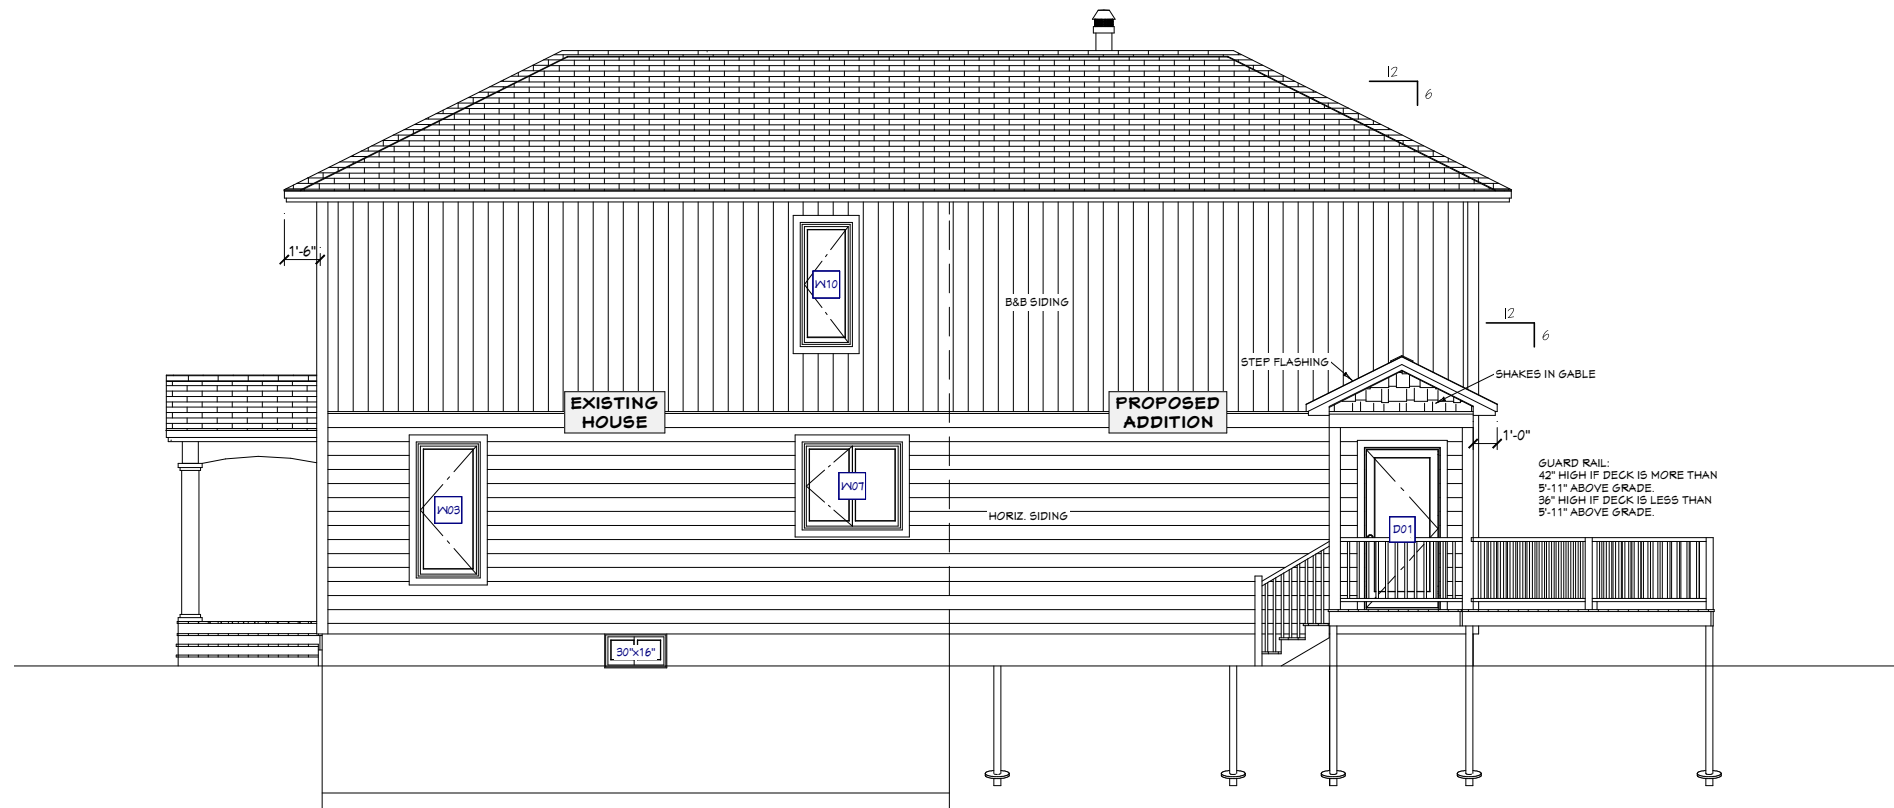 12
6
1'-6"
W10
B&B SIDING
12
6
STEP FLASHING
SHAKES IN GABLE
EXISTING
HOUSE
PROPOSED
ADDITION
1'-0"
GUARD RAIL:
42" HIGH IF DECK IS MORE THAN
5'-11" ABOVE GRADE.
36" HIGH IF DECK IS LESS THAN
5'-11" ABOVE GRADE.
W03
W07
HORIZ. SIDING
D01
30"x16"